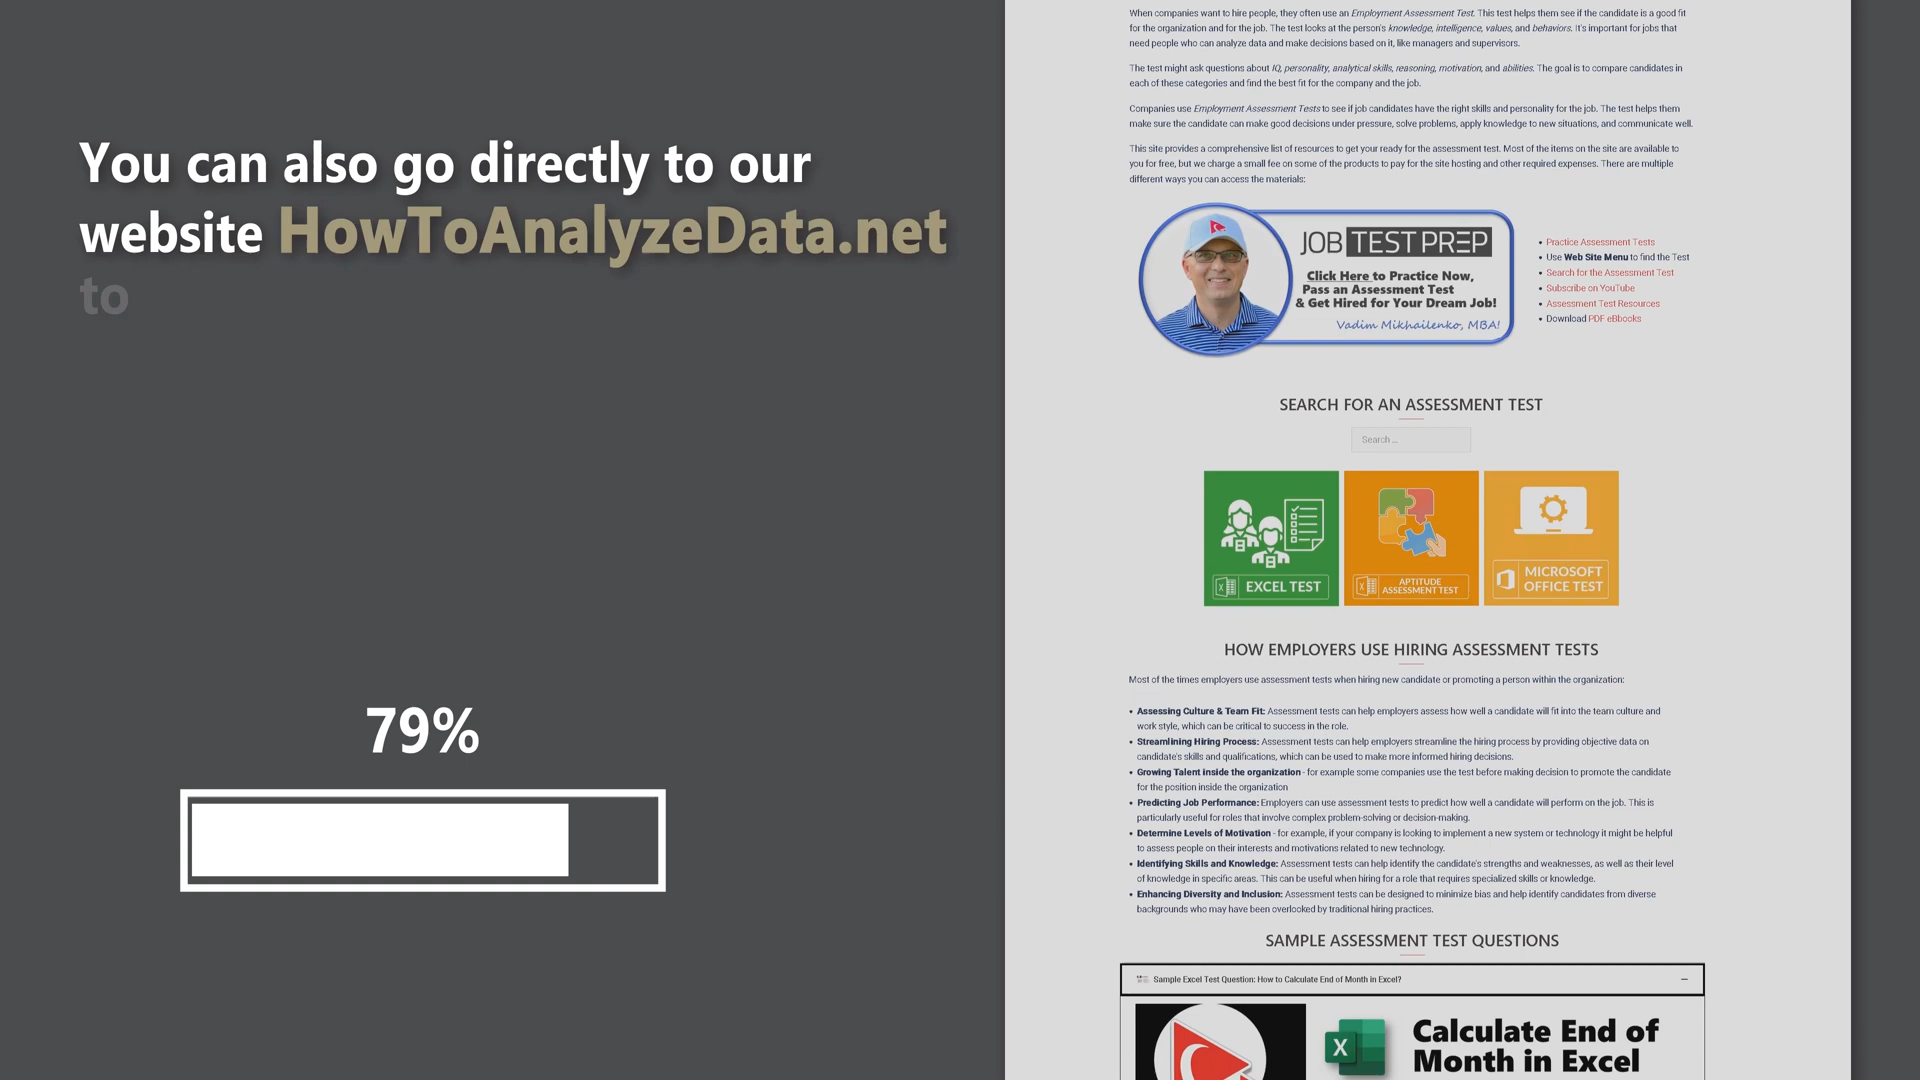 You can also go directly to our
website HowToAnalyzeData.net
to
79%
When companies want to hire people, they often use an Employment Assessment Test. This test helps them see if the candidate is a good fit
for the organization and for the job. The test looks at the person's knowledge, intelligence, values, and behaviors. It's important for jobs that
need people who can analyze data and make decisions based on it, like managers and supervisors.
The test might ask questions about IQ, personality, analytical skills, reasoning, motivation, and abilities. The goal is to compare candidates in
each of these categories and find the best fit for the company and the job.
Companies use Employment Assessment Tests to see if job candidates have the right skills and personality for the job. The test helps them
make sure the candidate can make good decisions under pressure, solve problems, apply knowledge to new situations, and communicate well.
This site provides a comprehensive list of resources to get your ready for the assessment test. Most of the items on the site are available to
you for free, but we charge a small fee on some of the products to pay for the site hosting and other required expenses. There are multiple
different ways you can access the materials:
JOB TEST PREP
Click Here to Practice Now,
Pass an Assessment Test
& Get Hired for Your Dream Job!
Vadim Mikhailenko, MBA!
• Practice Assessment Tests
• Use Web Site Menu to find the Test
• Search for the Assessment Test
• Subscribe on YouTube
• Assessment Test Resources
• Download PDF eBbooks
SEARCH FOR AN ASSESSMENT TEST
Search ...
EXCEL TEST
APTITUDE
ASSESSMENT TEST
MICROSOFT
OFFICE TEST
HOW EMPLOYERS USE HIRING ASSESSMENT TESTS
Most of the times employers use assessment tests when hiring new candidate or promoting a person within the organization:
• Assessing Culture & Team Fit: Assessment tests can help employers assess how well a candidate will fit into the team culture and
work style, which can be critical to success in the role.
• Streamlining Hiring Process: Assessment tests can help employers streamline the hiring process by providing objective data on
candidate's skills and qualifications, which can be used to make more informed hiring decisions.
• Growing Talent inside the organization - for example some companies use the test before making decision to promote the candidate
for the position inside the organization
• Predicting Job Performance: Employers can use assessment tests to predict how well a candidate will perform on the job. This is
particularly useful for roles that involve complex problem-solving or decision-making.
• Determine Levels of Motivation - for example, if your company is looking to implement a new system or technology it might be helpful
to assess people on their interests and motivations related to new technology.
• Identifying Skills and Knowledge: Assessment tests can help identify the candidate's strengths and weaknesses, as well as their level
of knowledge in specific areas. This can be useful when hiring for a role that requires specialized skills or knowledge.
• Enhancing Diversity and Inclusion: Assessment tests can be designed to minimize bias and help identify candidates from diverse
backgrounds who may have been overlooked by traditional hiring practices.
SAMPLE ASSESSMENT TEST QUESTIONS
Sample Excel Test Question: How to Calculate End of Month in Excel?
X
Calculate End of
Month in Excel